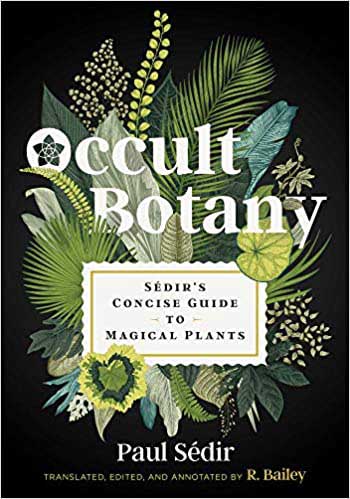 Occult
Botany
SÉDIR'S
CONCISE GUIDE
TO
MAGICAL PLANTS
Paul Sédir
TRANSLATED, EDITED, AND ANNOTATED BY R. Bailey